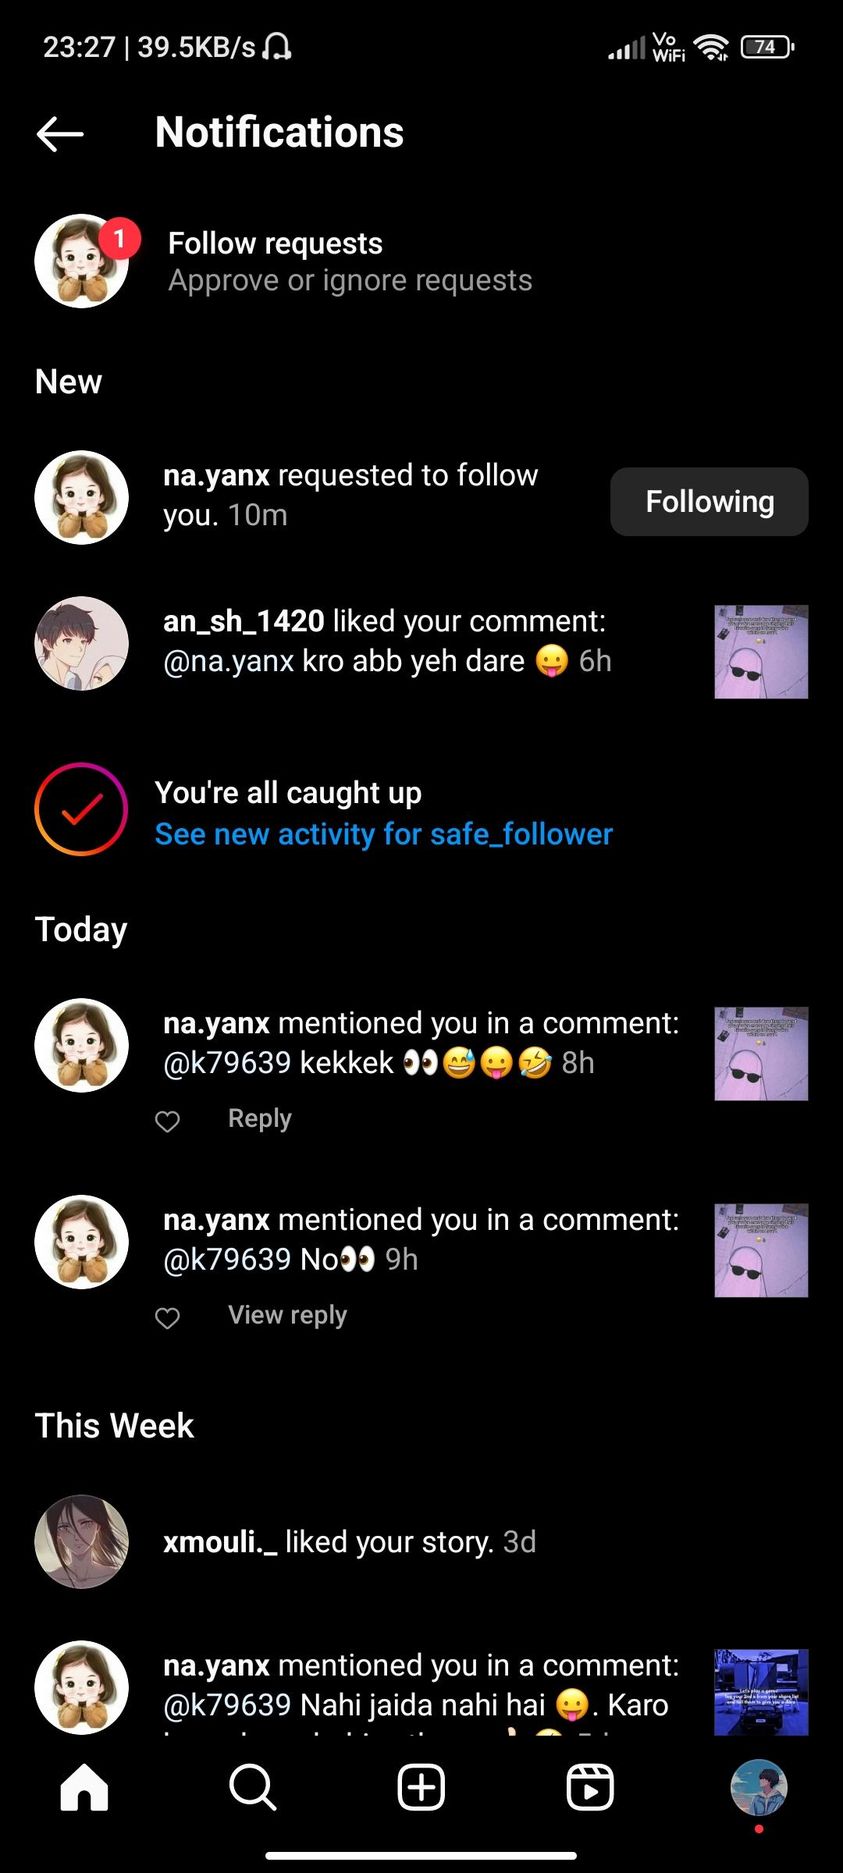 23:27 | 39.5KB/s
Vo
WiFi
74
Notifications
1
Follow requests
Approve or ignore requests
New
na.yanx requested to follow
you. 10m
Following
an_sh_1420 liked your comment:
@na.yanx kro abb yeh dare 😛 6h
You're all caught up
See new activity for safe_follower
Today
na.yanx mentioned you in a comment:
@k79639 kekkek 👀😅😛🤣 8h
Reply
na.yanx mentioned you in a comment:
@k79639 No👀 9h
View reply
This Week
xmouli._ liked your story. 3d
na.yanx mentioned you in a comment:
@k79639 Nahi jaida nahi hai 😛. Karo
Let's play a game